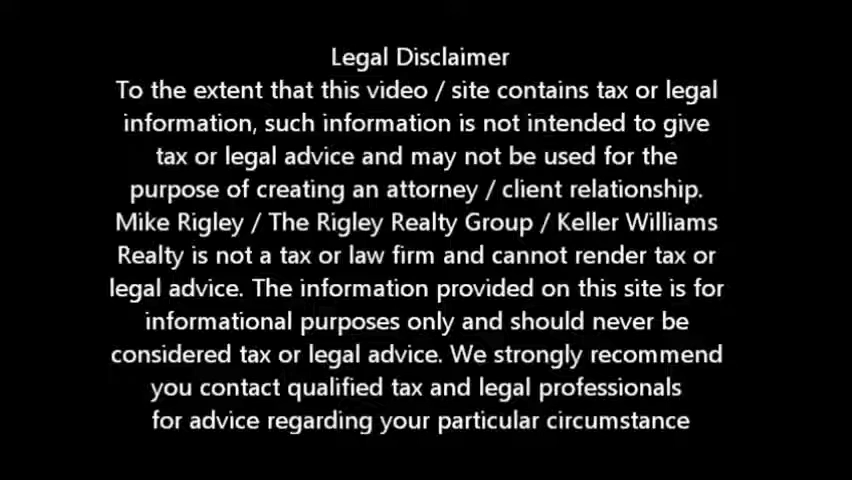 Legal Disclaimer
To the extent that this video / site contains tax or legal
information, such information is not intended to give
tax or legal advice and may not be used for the
purpose of creating an attorney / client relationship.
Mike Rigley / The Rigley Realty Group / Keller Williams
Realty is not a tax or law firm and cannot render tax or
legal advice. The information provided on this site is for
informational purposes only and should never be
considered tax or legal advice. We strongly recommend
you contact qualified tax and legal professionals
for advice regarding your particular circumstance